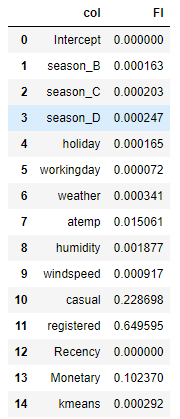 col FI
0 Intercept 0.000000
1 season_B 0.000163
2 season_C 0.000203
3 season_D 0.000247
4 holiday 0.000165
5 workingday 0.000072
6 weather 0.000341
7 atemp 0.015061
8 humidity 0.001877
9 windspeed 0.000917
10 casual 0.228698
11 registered 0.649595
12 Recency 0.000000
13 Monetary 0.102370
14 kmeans 0.000292